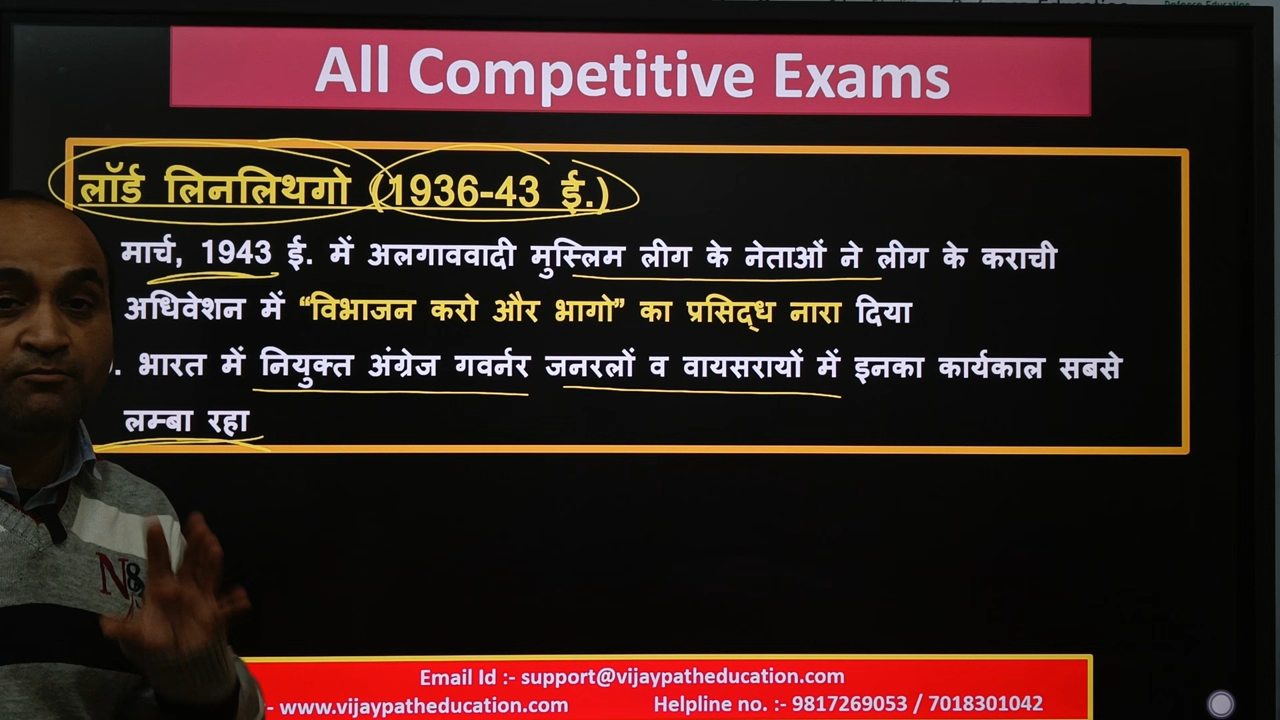 All Competitive Exams
लॉर्ड लिनलिथगो (1936-43 ई.)
मार्च, 1943 ई. में अलगाववादी मुस्लिम लीग के नेताओं ने लीग के कराची
अधिवेशन में “विभाजन करो और भागो” का प्रसिद्ध नारा दिया
. भारत में नियुक्त अंग्रेज गवर्नर जनरलों व वायसरायों में इनका कार्यकाल सबसे
लम्बा रहा
N&
Email Id :- support@vijaypatheducation.com
:- www.vijaypatheducation.com Helpline no. :- 9817269053 / 7018301042